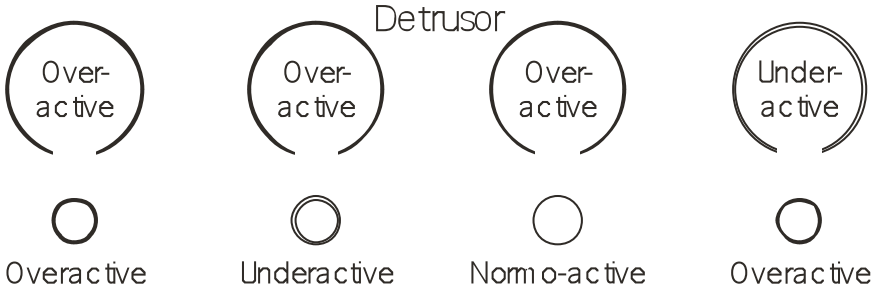 Detrusor
Over-
active
Over-
active
Over-
active
Under-
active
Overactive
Underactive
Normo-active
Overactive